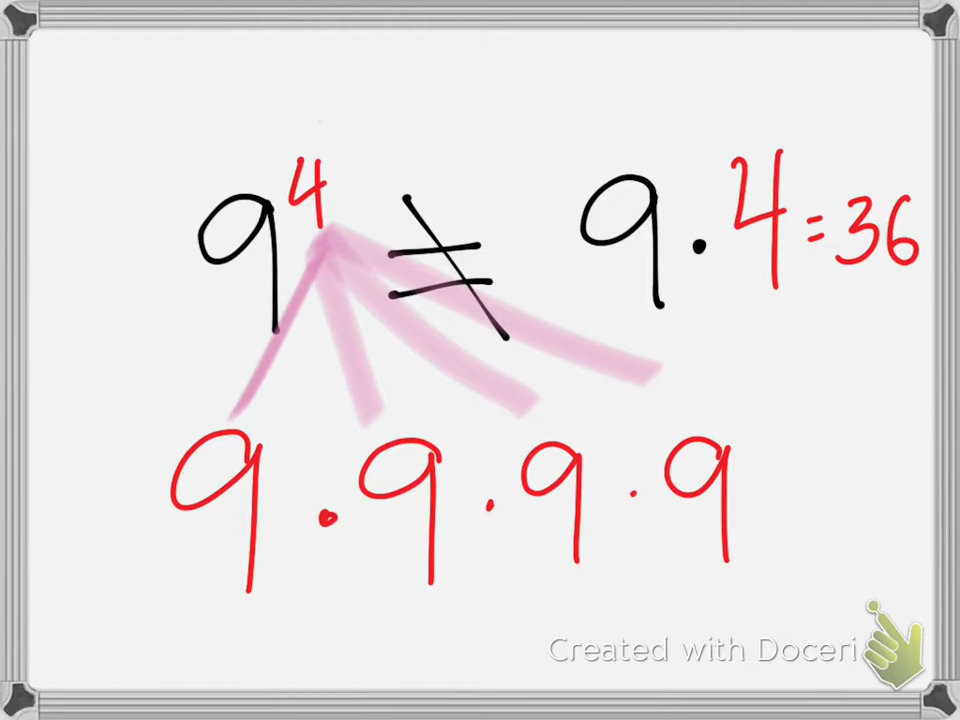 9⁴ ≠ 9 · 4 = 36
9 · 9 · 9 · 9
Created with Doceri